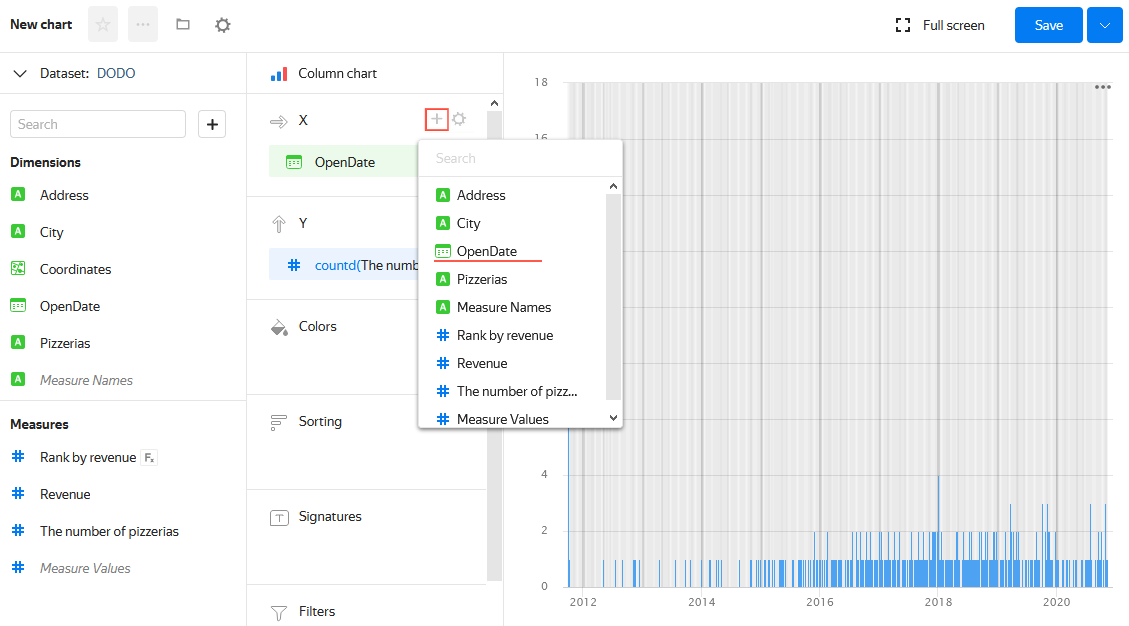 New chart
Full screen
Save
Dataset: DODO
Search
Dimensions
A Address
A City
Coordinates
OpenDate
A Pizzerias
A Measure Names
Measures
# Rank by revenue Fx
# Revenue
# The number of pizzerias
# Measure Values
Column chart
X
OpenDate
Y
# countd(The numb
Colors
Sorting
T Signatures
Filters
Search
A Address
A City
OpenDate
A Pizzerias
A Measure Names
# Rank by revenue
# Revenue
# The number of pizz...
# Measure Values
18
16
4
2
0
2012 2014 2016 2018 2020